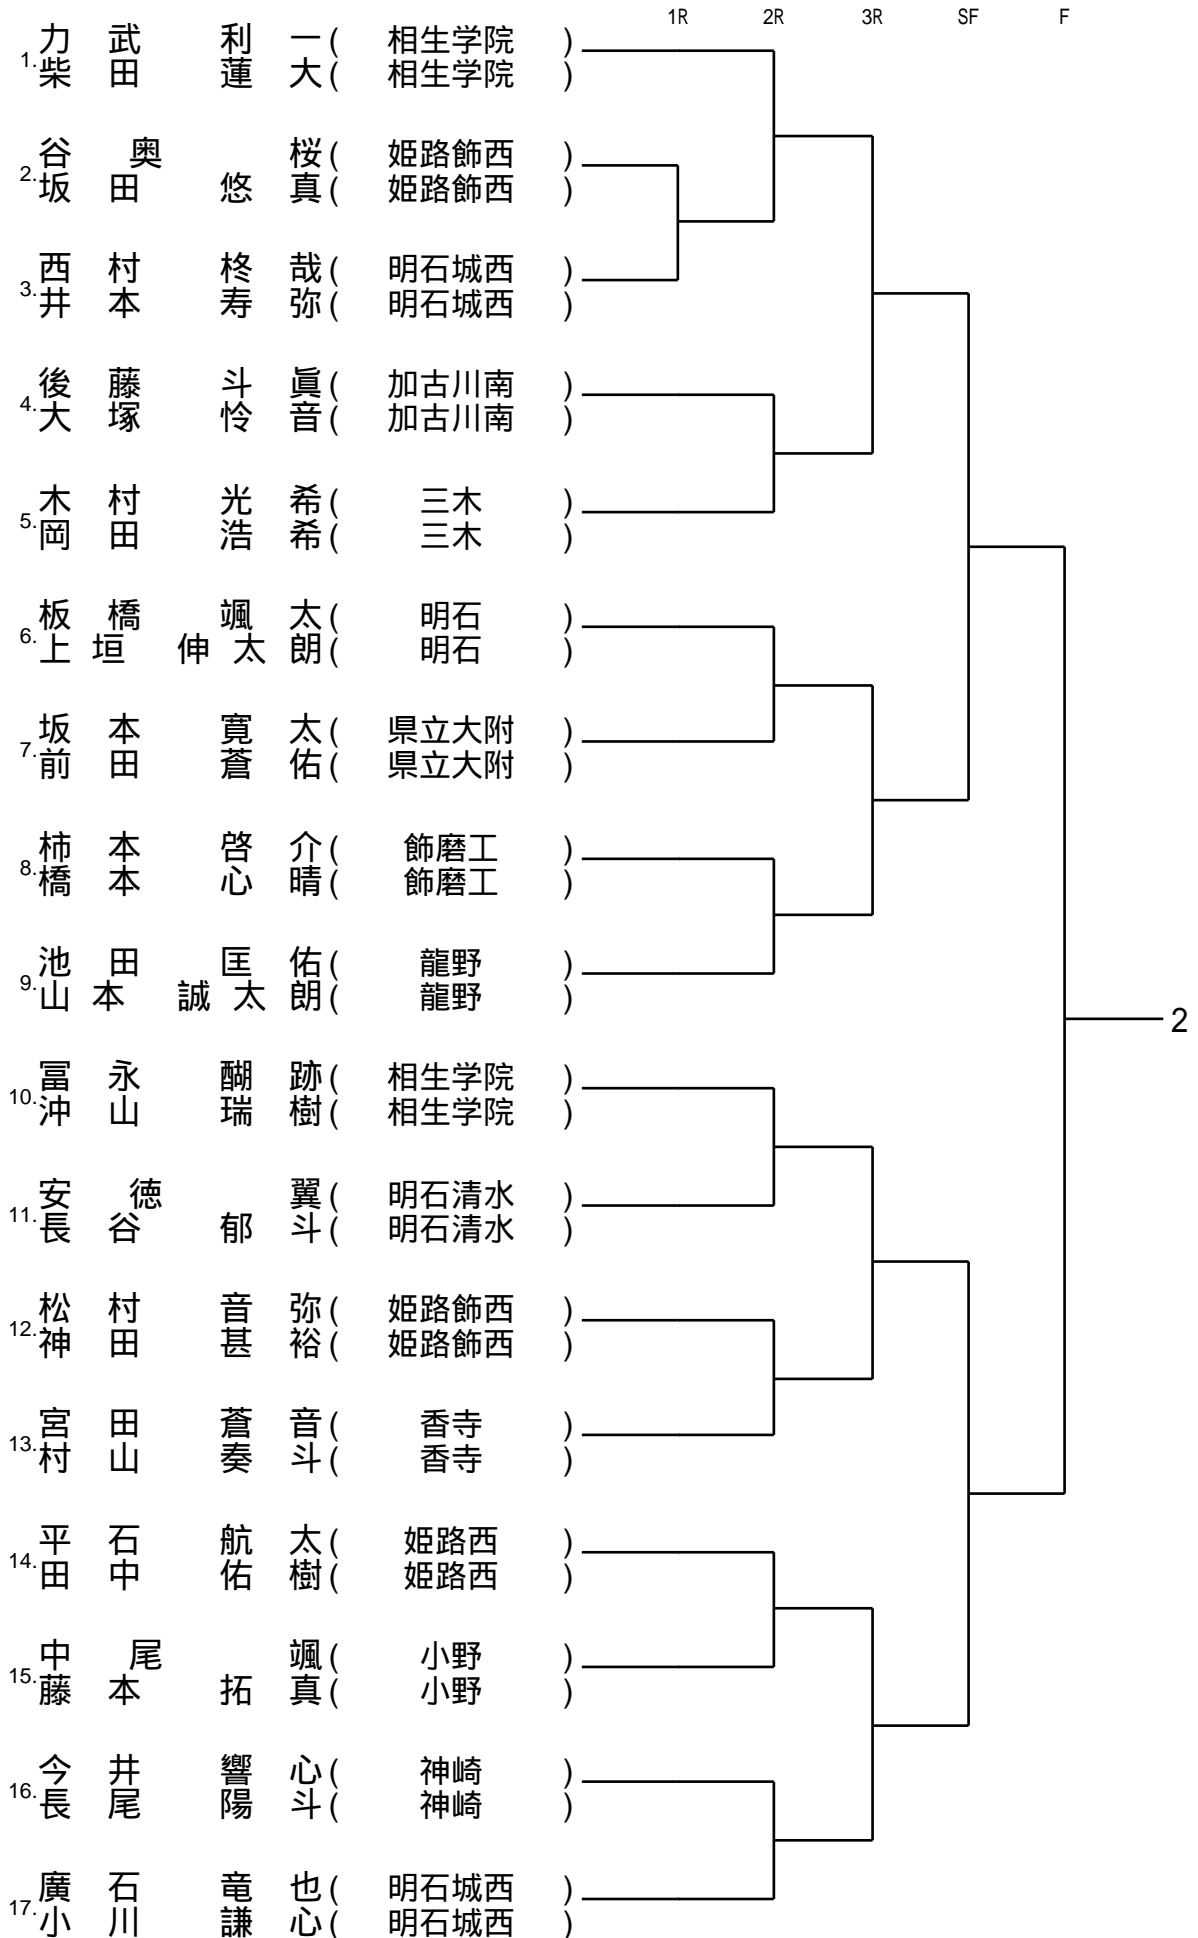 1R 2R 3R SF F
1. 力武 利一( 相生学院 )
柴田 蓮大( 相生学院 )
2. 谷奥 桜( 姫路飾西 )
坂田 悠真( 姫路飾西 )
3. 西村 柊哉( 明石城西 )
井本 寿弥( 明石城西 )
4. 後藤 斗眞( 加古川南 )
大塚 怜音( 加古川南 )
5. 木村 光希( 三木 )
岡田 浩希( 三木 )
6. 板橋 颯太( 明石 )
上垣 伸太朗( 明石 )
7. 坂本 寛太( 県立大附 )
前田 蒼佑( 県立大附 )
8. 柿本 啓介( 飾磨工 )
橋本 心晴( 飾磨工 )
9. 池田 匡佑( 龍野 )
山本 誠太朗( 龍野 )
2
10. 冨永 醐跡( 相生学院 )
沖山 瑞樹( 相生学院 )
11. 安徳 翼( 明石清水 )
長谷 郁斗( 明石清水 )
12. 松村 音弥( 姫路飾西 )
神田 甚裕( 姫路飾西 )
13. 宮田 蒼音( 香寺 )
村山 奏斗( 香寺 )
14. 平石 航太( 姫路西 )
田中 佑樹( 姫路西 )
15. 中尾 颯( 小野 )
藤本 拓真( 小野 )
16. 今井 響心( 神崎 )
長尾 陽斗( 神崎 )
17. 廣石 竜也( 明石城西 )
小川 謙心( 明石城西 )